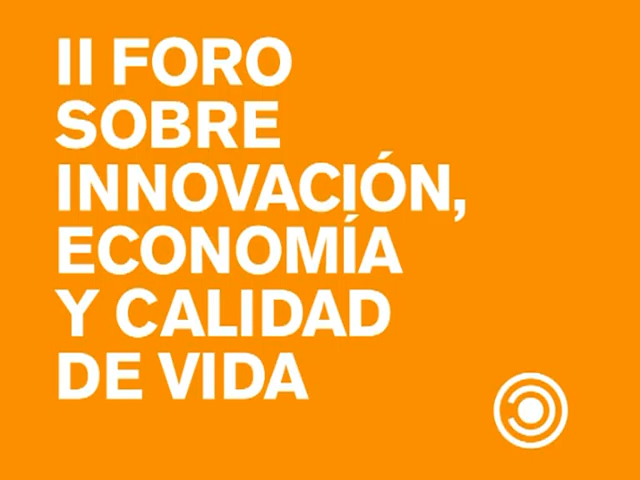 II FORO
SOBRE
INNOVACIÓN,
ECONOMÍA
Y CALIDAD
DE VIDA